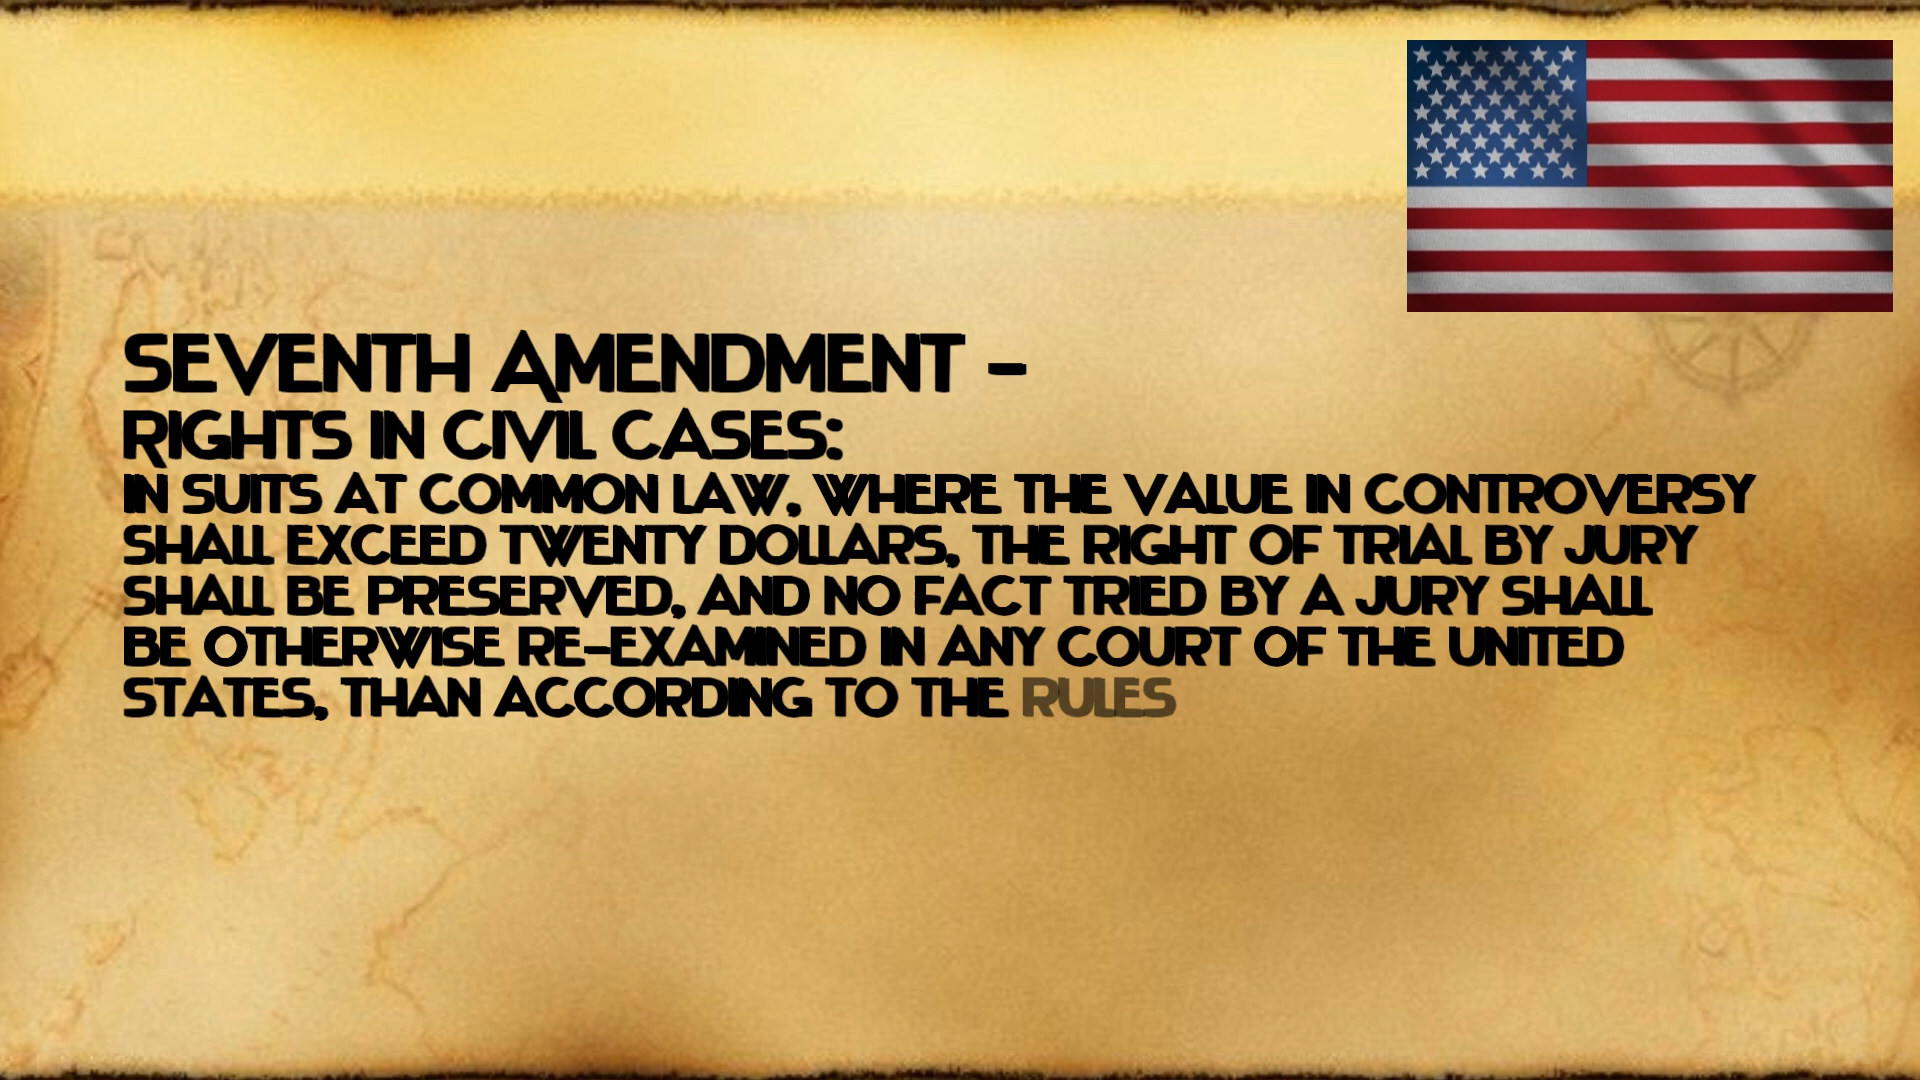 SEVENTH AMENDMENT -
RIGHTS IN CIVIL CASES:
IN SUITS AT COMMON LAW, WHERE THE VALUE IN CONTROVERSY
SHALL EXCEED TWENTY DOLLARS, THE RIGHT OF TRIAL BY JURY
SHALL BE PRESERVED, AND NO FACT TRIED BY A JURY SHALL
BE OTHERWISE RE-EXAMINED IN ANY COURT OF THE UNITED
STATES, THAN ACCORDING TO THE RULES